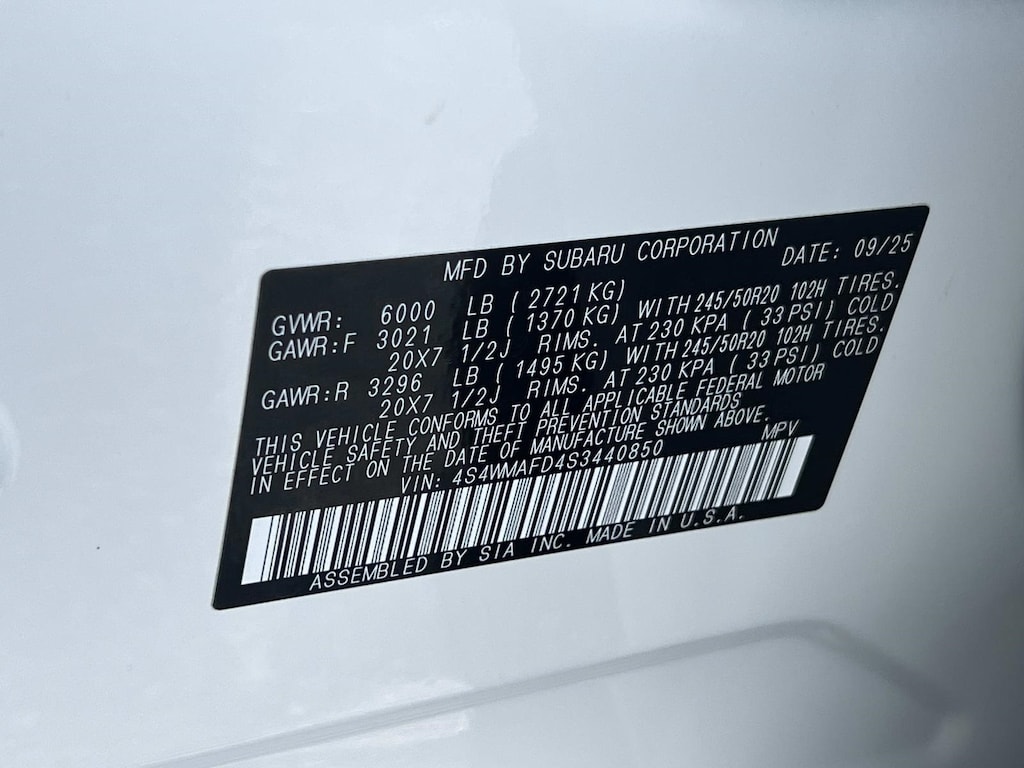 MFD BY SUBARU CORPORATION DATE: 09/25
GVWR: 6000 LB ( 2721 KG)
GAWR:F 3021 LB ( 1370 KG) WITH 245/50R20 102H TIRES.
20X7 1/2J RIMS. AT 230 KPA ( 33 PSI) COLD
GAWR:R 3296 LB ( 1495 KG) WITH 245/50R20 102H TIRES.
20X7 1/2J RIMS. AT 230 KPA ( 33 PSI) COLD
THIS VEHICLE CONFORMS TO ALL APPLICABLE FEDERAL MOTOR
VEHICLE SAFETY AND THEFT PREVENTION STANDARDS
IN EFFECT ON THE DATE OF MANUFACTURE SHOWN ABOVE.
VIN: 4S4WMAFD4S3440850 MPV
ASSEMBLED BY SIA INC. MADE IN U.S.A.